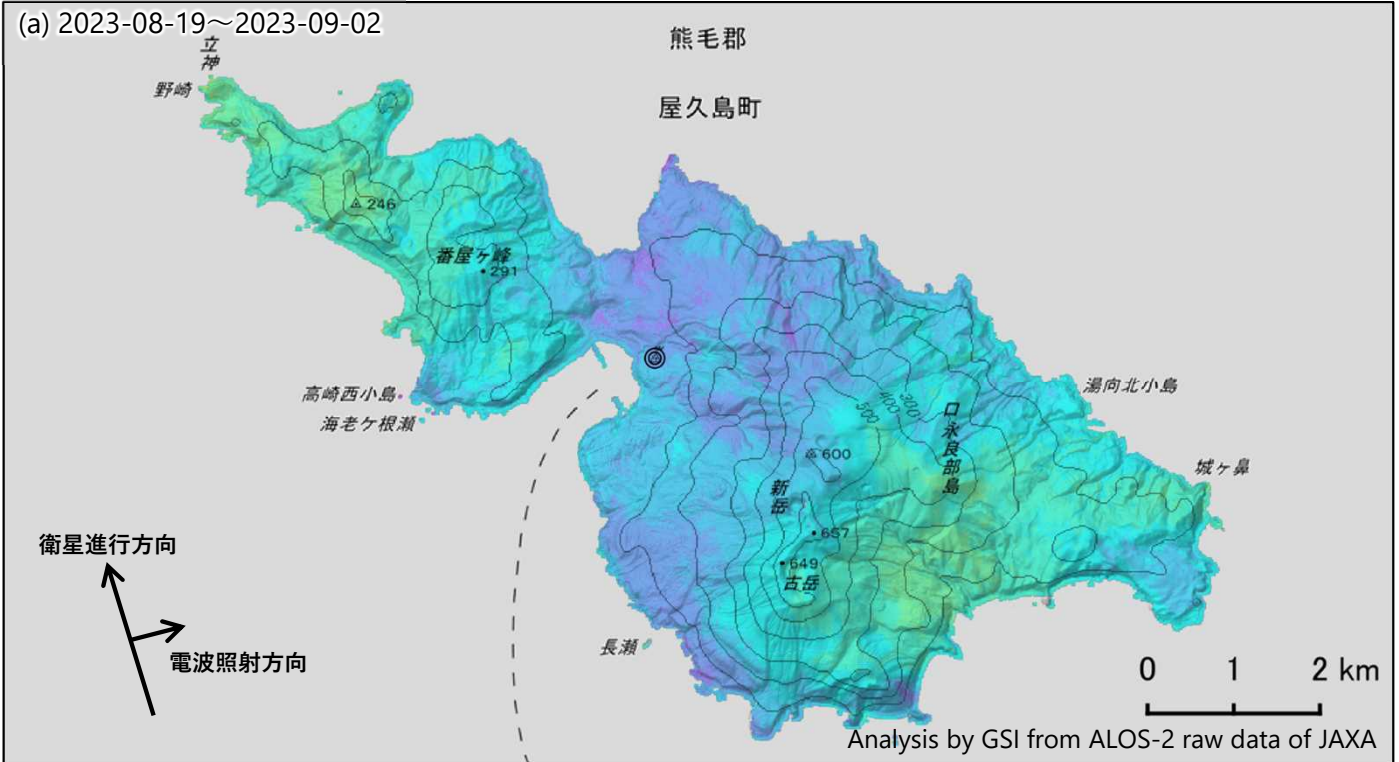 (a) 2023-08-19～2023-09-02
熊毛郡
立神
野崎
屋久島町
246
番屋ヶ峰
291
高崎西小島
湯向北小島
海老ケ根瀬
300
400
500
口永良部島
600
城ヶ鼻
新岳
657
衛星進行方向
649
古岳
長瀬
電波照射方向
0 1 2 km
Analysis by GSI from ALOS-2 raw data of JAXA